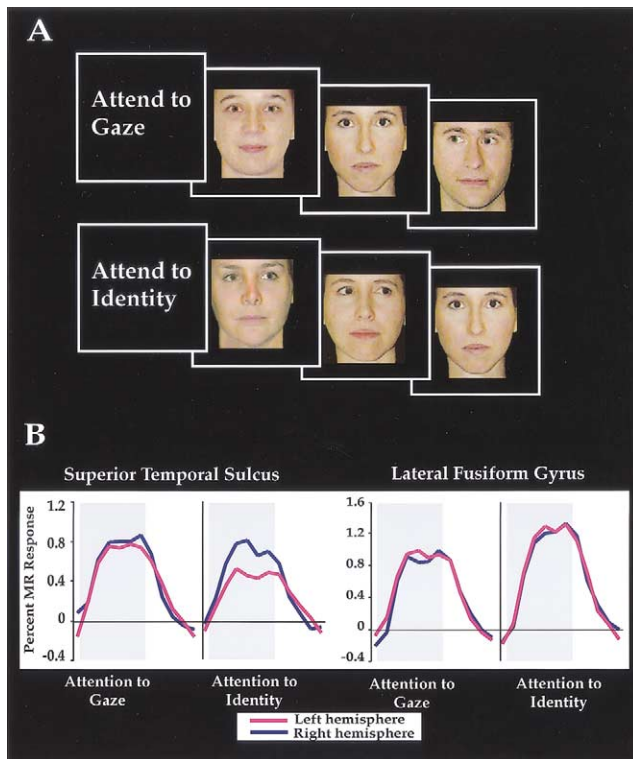 A
Attend to
Gaze
Attend to
Identity
B
Superior Temporal Sulcus
Lateral Fusiform Gyrus
Percent MR Response
1.2
0.8
0.4
0
-0.4
1.6
1.2
0.8
0.4
0
-0.4
Attention to
Gaze
Attention to
Identity
Attention to
Gaze
Attention to
Identity
Left hemisphere
Right hemisphere